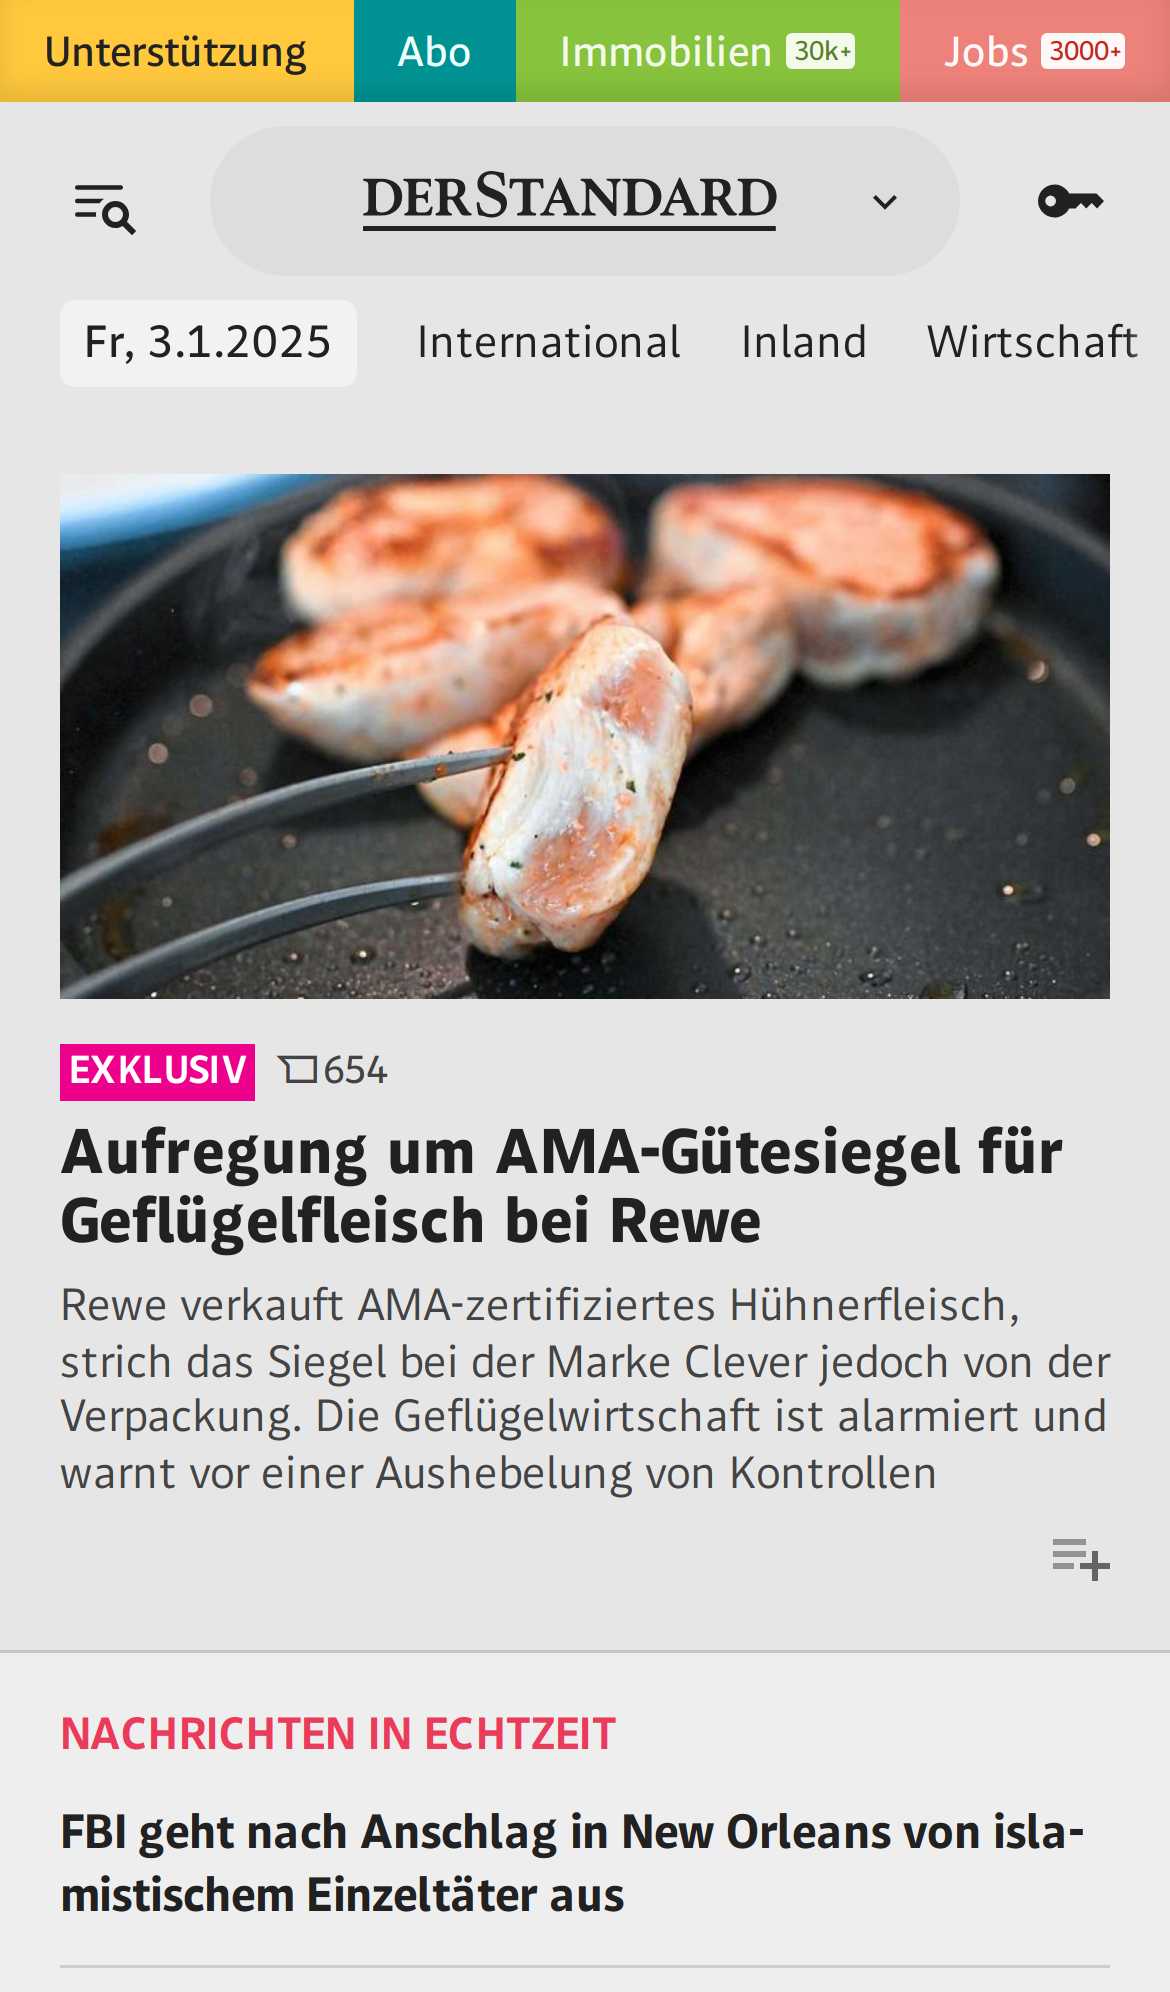 Unterstützung Abo Immobilien 30k+ Jobs 3000+
DERSTANDARD
Fr, 3.1.2025 International Inland Wirtschaft
EXKLUSIV 654
Aufregung um AMA-Gütesiegel für
Geflügelfleisch bei Rewe
Rewe verkauft AMA-zertifiziertes Hühnerfleisch,
strich das Siegel bei der Marke Clever jedoch von der
Verpackung. Die Geflügelwirtschaft ist alarmiert und
warnt vor einer Aushebelung von Kontrollen
NACHRICHTEN IN ECHTZEIT
FBI geht nach Anschlag in New Orleans von isla-
mistischem Einzeltäter aus